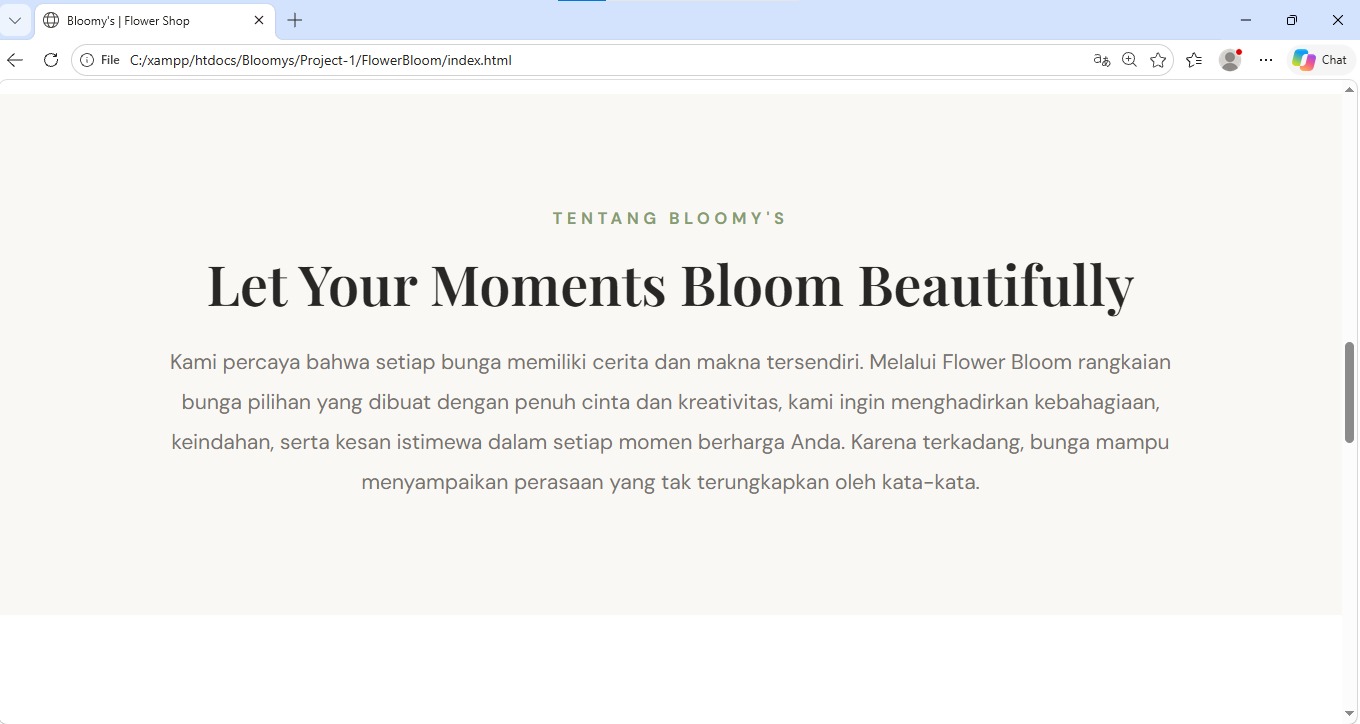 Bloomy's | Flower Shop
File C:/xampp/htdocs/Bloomys/Project-1/FlowerBloom/index.html
Chat
TENTANG BLOOMY'S
Let Your Moments Bloom Beautifully
Kami percaya bahwa setiap bunga memiliki cerita dan makna tersendiri. Melalui Flower Bloom rangkaian
bunga pilihan yang dibuat dengan penuh cinta dan kreativitas, kami ingin menghadirkan kebahagiaan,
keindahan, serta kesan istimewa dalam setiap momen berharga Anda. Karena terkadang, bunga mampu
menyampaikan perasaan yang tak terungkapkan oleh kata-kata.